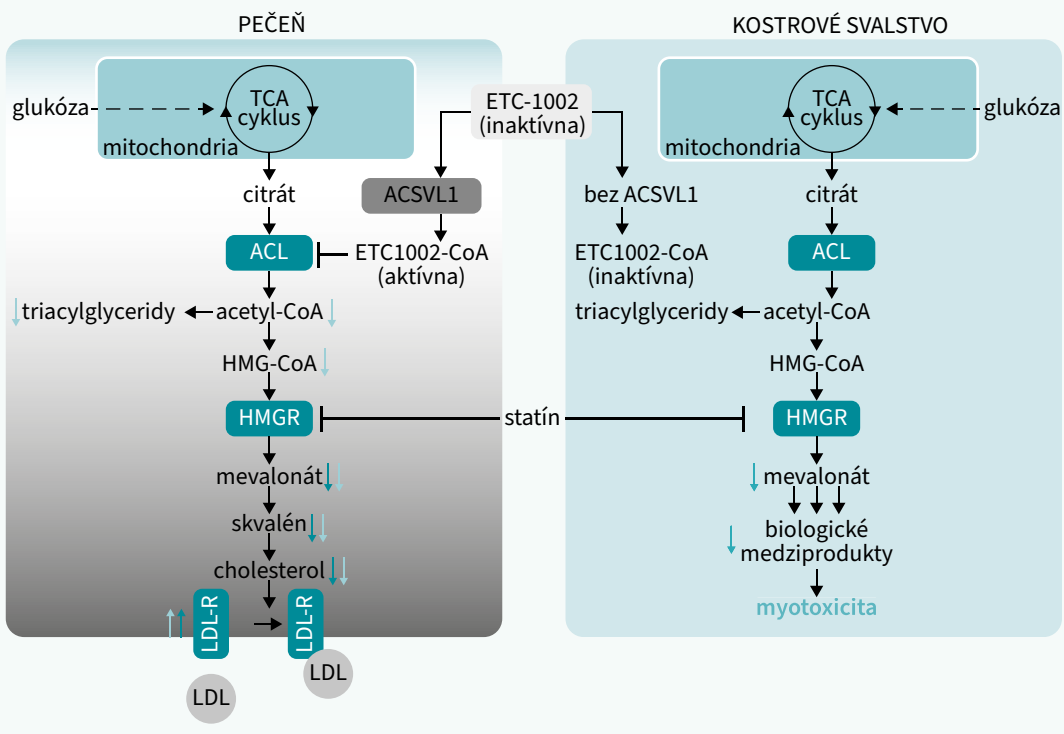 PEČEŇ
glukóza
TCA
cyklus
mitochondria
citrát
ACL
triacylglyceridy
acetyl-CoA
HMG-CoA
HMGR
mevalonát
skvalén
cholesterol
LDL-R
LDL-R
LDL
LDL
ETC-1002
(inaktívna)
ACSVL1
ETC1002-CoA
(aktívna)
bez ACSVL1
ETC1002-CoA
(inaktívna)
statín
KOSTROVÉ SVALSTVO
TCA
cyklus
glukóza
mitochondria
citrát
ACL
triacylglyceridy
acetyl-CoA
HMG-CoA
HMGR
mevalonát
biologické
medziprodukty
myotoxicita